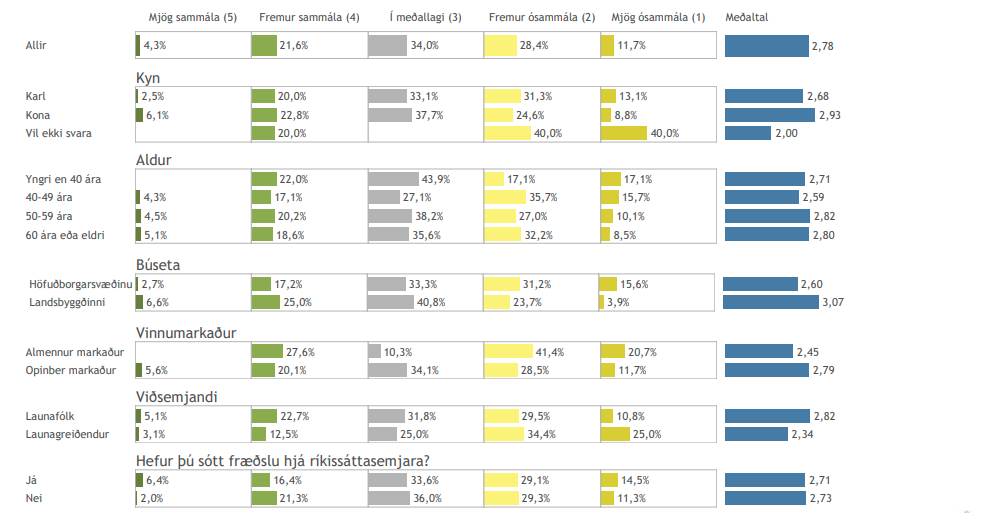 Mjög sammála (5) Fremur sammála (4) Í meðallagi (3) Fremur ósammála (2) Mjög ósammála (1) Meðaltal
Allir 4,3% 21,6% 34,0% 28,4% 11,7% 2,78
Kyn
Karl 2,5% 20,0% 33,1% 31,3% 13,1% 2,68
Kona 6,1% 22,8% 37,7% 24,6% 8,8% 2,93
Vil ekki svara 20,0% 40,0% 40,0% 2,00
Aldur
Yngri en 40 ára 22,0% 43,9% 17,1% 17,1% 2,71
40-49 ára 4,3% 17,1% 27,1% 35,7% 15,7% 2,59
50-59 ára 4,5% 20,2% 38,2% 27,0% 10,1% 2,82
60 ára eða eldri 5,1% 18,6% 35,6% 32,2% 8,5% 2,80
Búseta
Höfuðborgarsvæðinu 2,7% 17,2% 33,3% 31,2% 15,6% 2,60
Landsbyggðinni 6,6% 25,0% 40,8% 23,7% 3,9% 3,07
Vinnumarkaður
Almennur markaður 27,6% 10,3% 41,4% 20,7% 2,45
Opinber markaður 5,6% 20,1% 34,1% 28,5% 11,7% 2,79
Viðsemjandi
Launafólk 5,1% 22,7% 31,8% 29,5% 10,8% 2,82
Launagreiðendur 3,1% 12,5% 25,0% 34,4% 25,0% 2,34
Hefur þú sótt fræðslu hjá ríkissáttasemjara?
Já 6,4% 16,4% 33,6% 29,1% 14,5% 2,71
Nei 2,0% 21,3% 36,0% 29,3% 11,3% 2,73